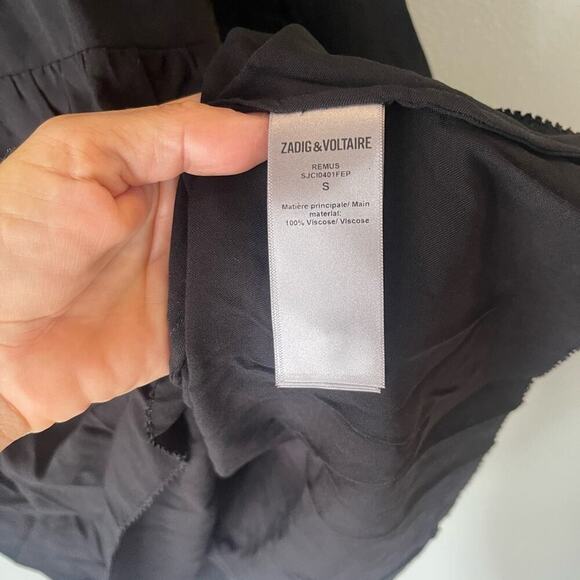 ZADIG & VOLTAIRE
REMUS
SJCI0401FEP
S
Matière principale/ Main
material:
100% Viscose/ Viscose